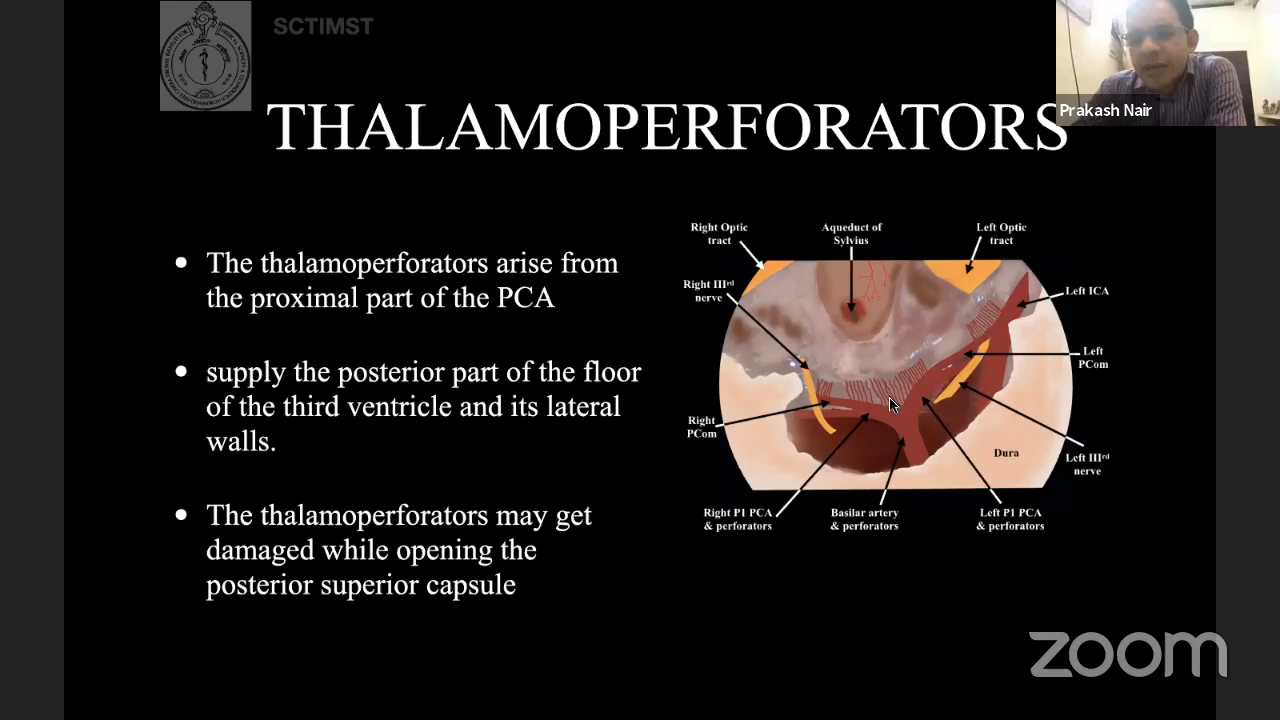 SCTIMST
Prakash Nair
THALAMOPERFORATORS
• The thalamoperforators arise from
the proximal part of the PCA
• supply the posterior part of the floor
of the third ventricle and its lateral
walls.
• The thalamoperforators may get
damaged while opening the
posterior superior capsule
Right Optic
tract
Aqueduct of
Sylvius
Left Optic
tract
Right IIIrd
nerve
Left ICA
Left
PCom
Right
PCom
Dura
Left IIIrd
nerve
Right P1 PCA
& perforators
Basilar artery
& perforators
Left P1 PCA
& perforators
zoom